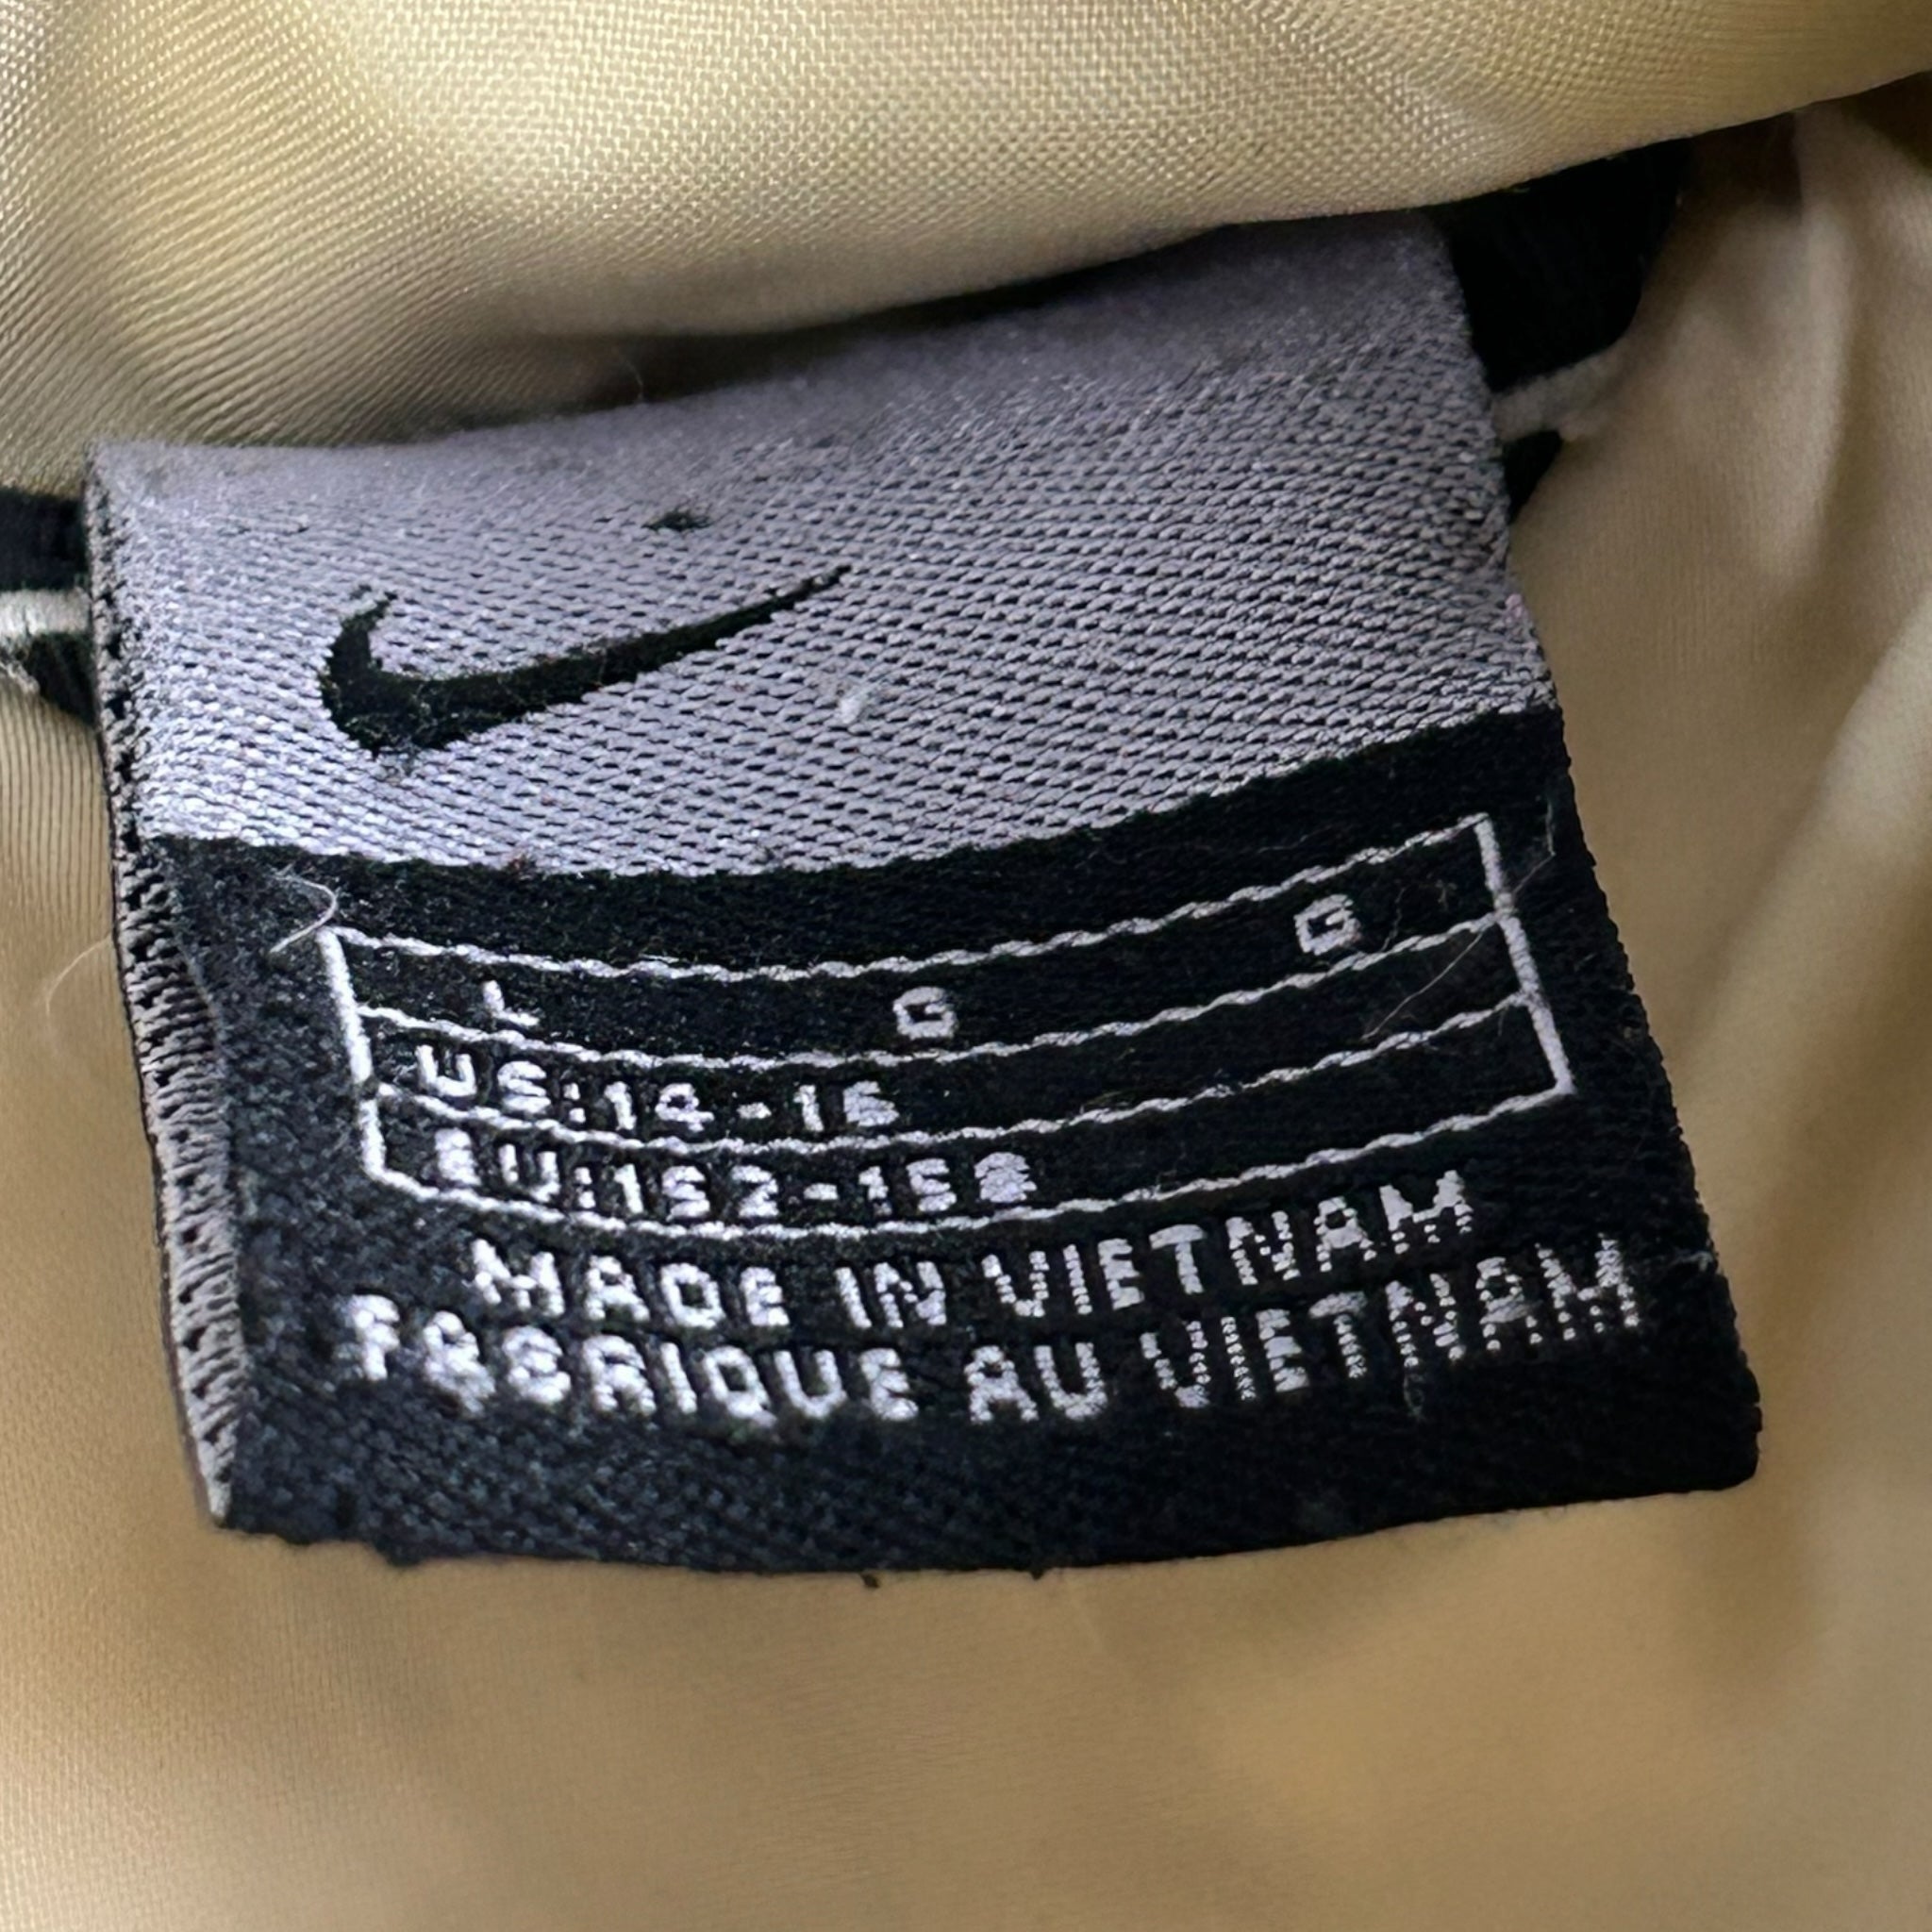 L G G
US:14-16
EU:152-158
MADE IN VIETNAM
FABRIQUE AU VIETNAM